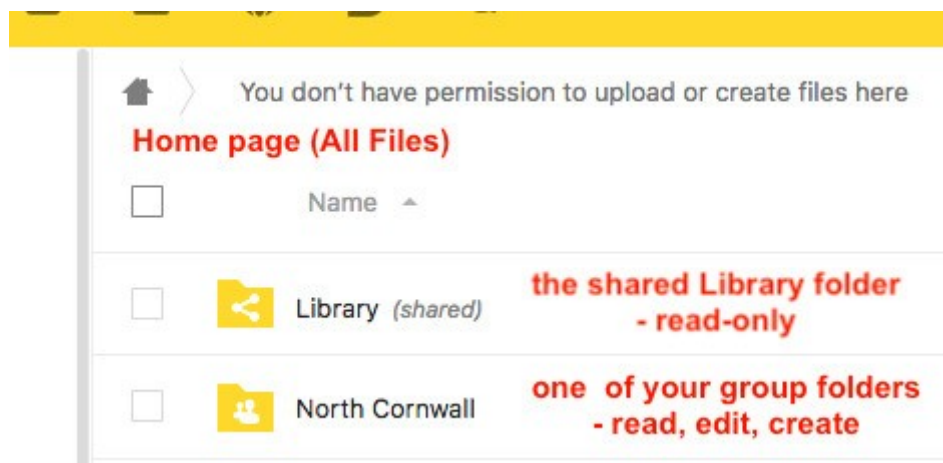 You don’t have permission to upload or create files here
Home page (All Files)
Name
the shared Library folder
Library (shared)
- read-only
one of your group folders
North Cornwall
- read, edit, create